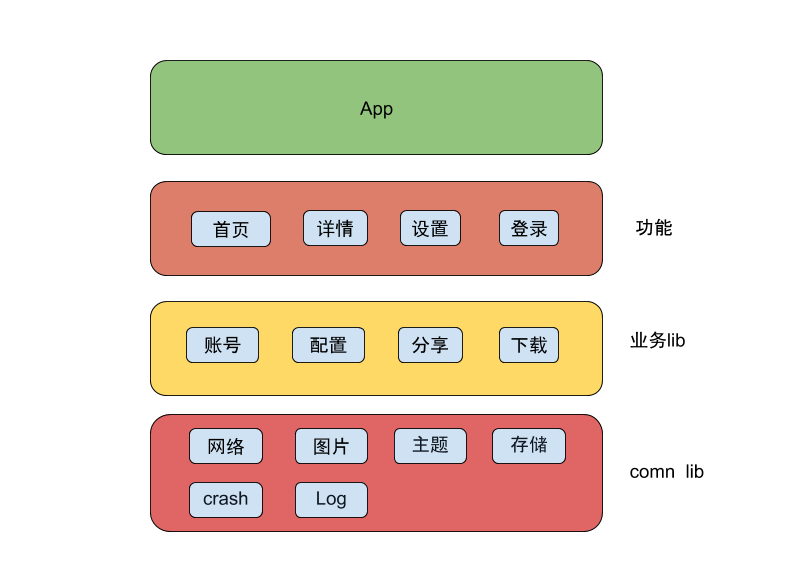 App
首页 详情 设置 登录 功能
账号 配置 分享 下载 业务lib
网络 图片 主题 存储
comn lib
crash Log